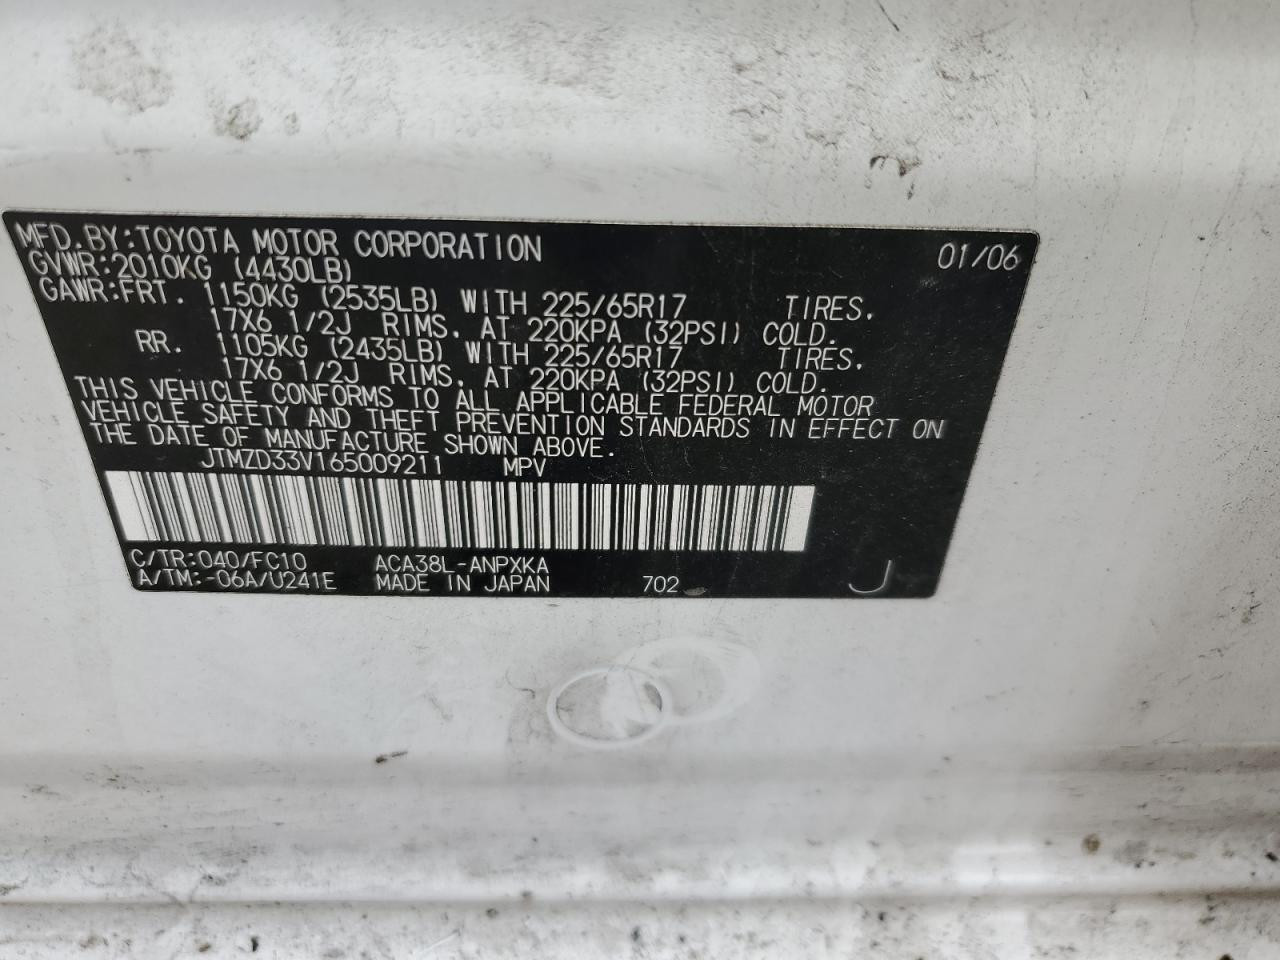 MFD.BY:TOYOTA MOTOR CORPORATION 01/06
GVWR:2010KG (4430LB)
GAWR:FRT. 1150KG (2535LB) WITH 225/65R17 TIRES.
17X6 1/2J RIMS. AT 220KPA (32PSI) COLD.
RR. 1105KG (2435LB) WITH 225/65R17 TIRES.
17X6 1/2J RIMS. AT 220KPA (32PSI) COLD.
THIS VEHICLE CONFORMS TO ALL APPLICABLE FEDERAL MOTOR
VEHICLE SAFETY AND THEFT PREVENTION STANDARDS IN EFFECT ON
THE DATE OF MANUFACTURE SHOWN ABOVE.
JTMZD33V165009211 MPV
C/TR:040/FC10 ACA38L-ANPXKA
A/TM:-06A/U241E MADE IN JAPAN 702 J